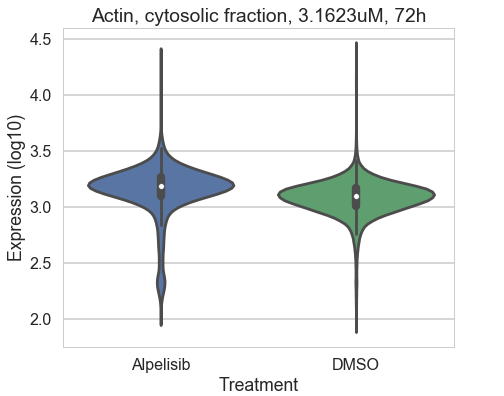 Actin, cytosolic fraction, 3.1623uM, 72h
4.5
4.0
3.5
3.0
2.5
2.0
Expression (log10)
Alpelisib DMSO
Treatment